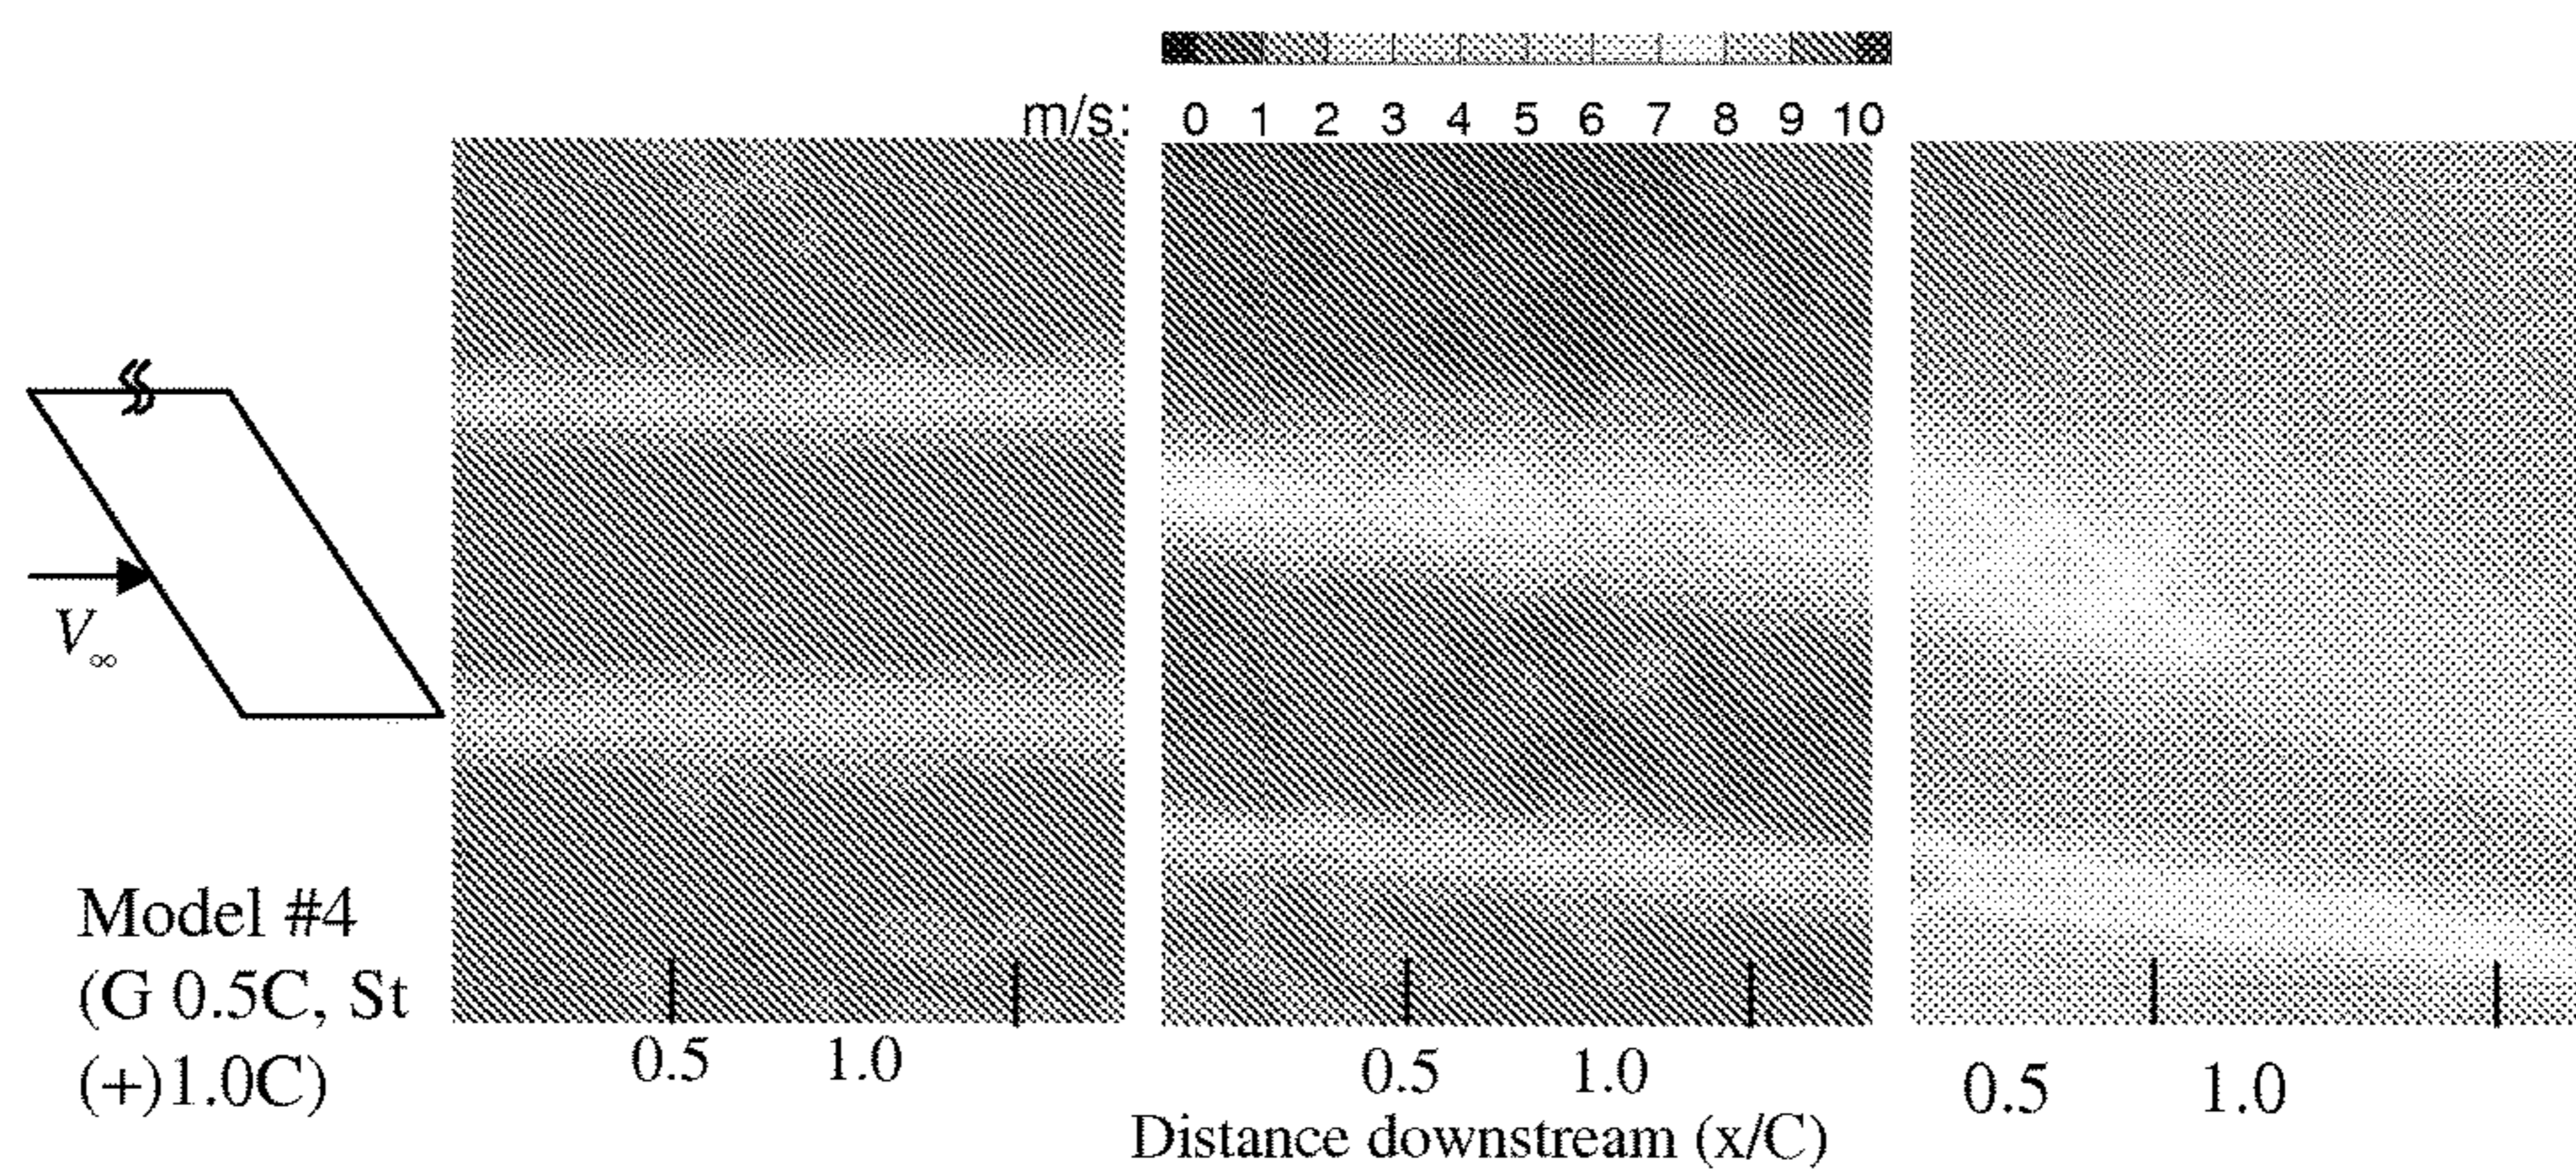 m/s: 0 1 2 3 4 5 6 7 8 9 10
V∞
Model #4
(G 0.5C, St
(+)1.0C)
0.5 1.0
0.5 1.0
0.5 1.0
Distance downstream (x/C)